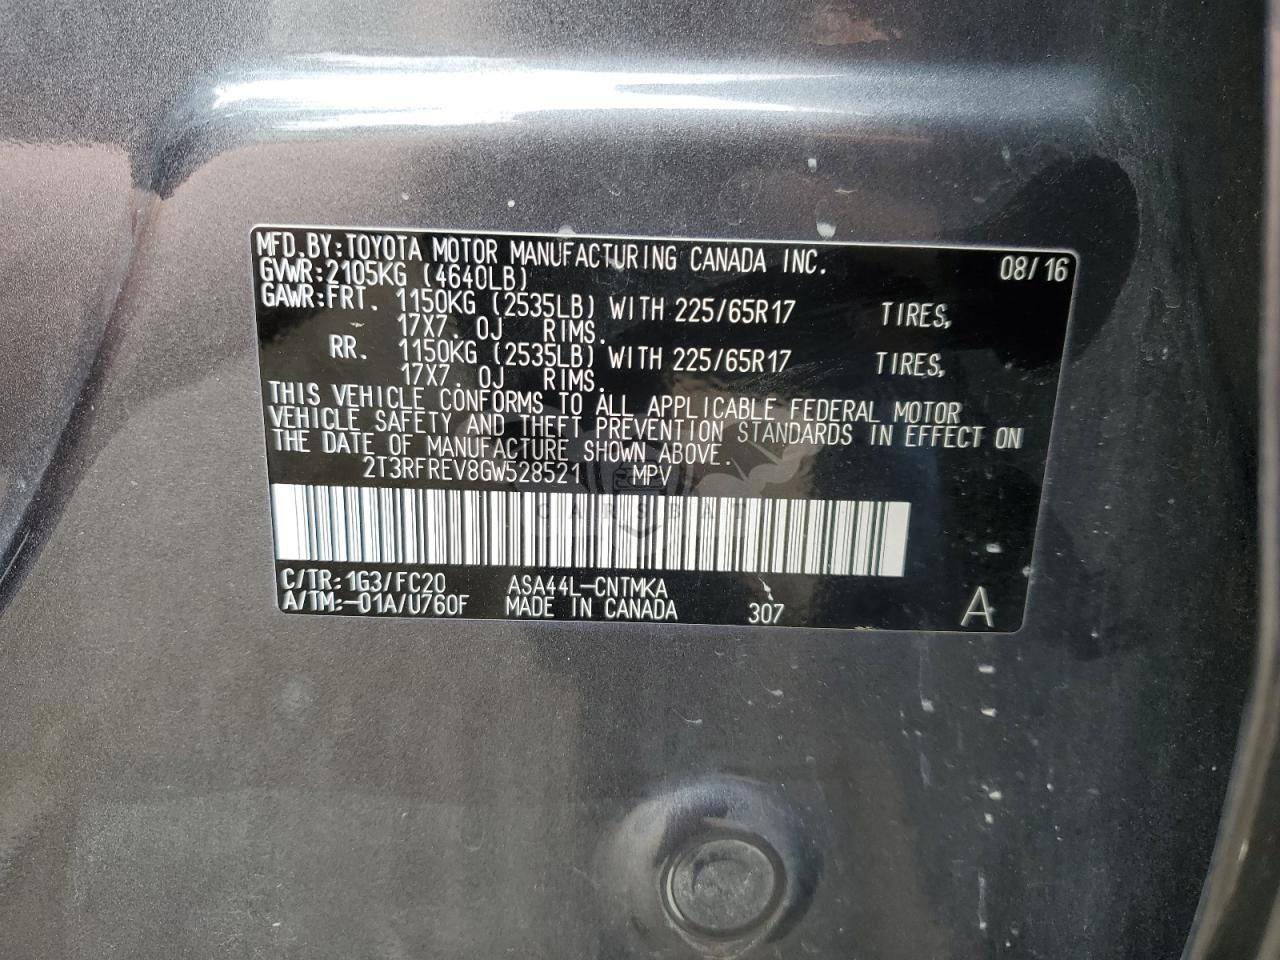 MFD.BY:TOYOTA MOTOR MANUFACTURING CANADA INC. 08/16
GVWR:2105KG (4640LB)
GAWR:FRT. 1150KG (2535LB) WITH 225/65R17 TIRES,
17X7. 0J RIMS.
RR. 1150KG (2535LB) WITH 225/65R17 TIRES,
17X7. 0J RIMS.
THIS VEHICLE CONFORMS TO ALL APPLICABLE FEDERAL MOTOR
VEHICLE SAFETY AND THEFT PREVENTION STANDARDS IN EFFECT ON
THE DATE OF MANUFACTURE SHOWN ABOVE.
2T3RFREV8GW528521 MPV
CARSBAT
C/TR:1G3/FC20 ASA44L-CNTMKA
A/TM:-01A/U760F MADE IN CANADA 307 A